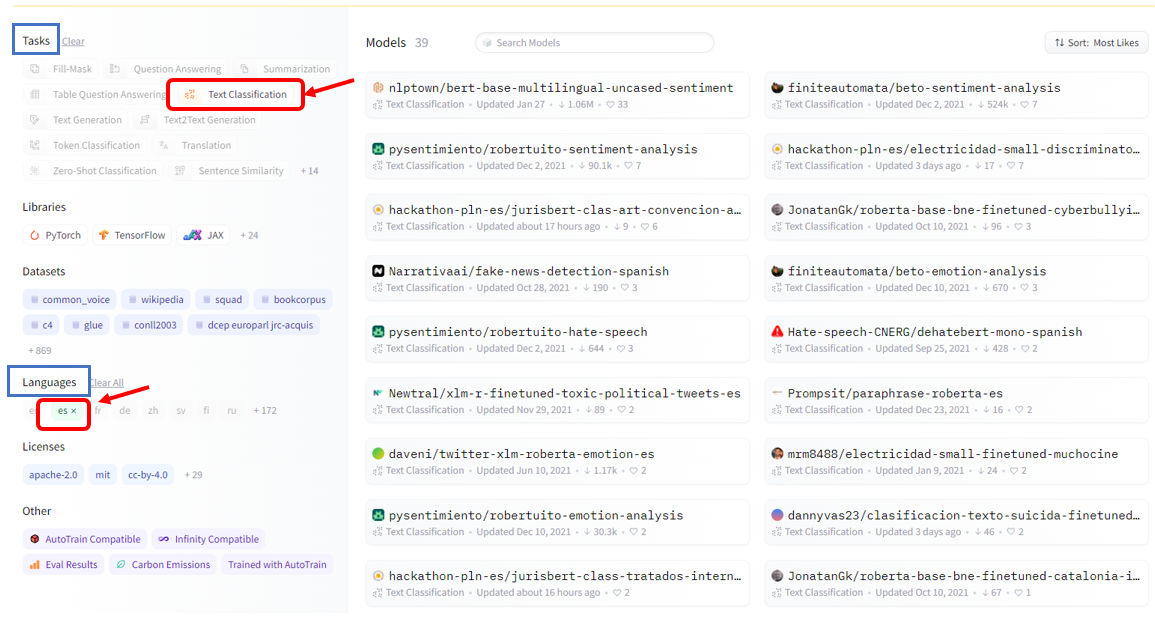 Tasks Clear
Fill-Mask Question Answering Summarization
Table Question Answering Text Classification
Text Generation Text2Text Generation
Token Classification Translation
Zero-Shot Classification Sentence Similarity + 14
Libraries
PyTorch TensorFlow JAX + 24
Datasets
common_voice wikipedia squad bookcorpus
c4 glue conll2003 dcep europarl jrc-acquis
+ 869
Languages Clear All
es × fr de zh sv fi ru + 172
Licenses
apache-2.0 mit cc-by-4.0 + 29
Other
AutoTrain Compatible Infinity Compatible
Eval Results Carbon Emissions Trained with AutoTrain
Models 39 Search Models Sort: Most Likes
nlptown/bert-base-multilingual-uncased-sentiment
Text Classification • Updated Jan 27 • ↓ 1.06M • ♡ 33
finiteautomata/beto-sentiment-analysis
Text Classification • Updated Dec 2, 2021 • ↓ 524k • ♡ 7
pysentimiento/robertuito-sentiment-analysis
Text Classification • Updated Dec 2, 2021 • ↓ 90.1k • ♡ 7
hackathon-pln-es/electricidad-small-discriminato…
Text Classification • Updated 3 days ago • ↓ 17 • ♡ 7
hackathon-pln-es/jurisbert-clas-art-convencion-a…
Text Classification • Updated about 17 hours ago • ↓ 9 • ♡ 6
JonatanGk/roberta-base-bne-finetuned-cyberbullyi…
Text Classification • Updated Oct 10, 2021 • ↓ 96 • ♡ 3
Narrativaai/fake-news-detection-spanish
Text Classification • Updated Oct 28, 2021 • ↓ 190 • ♡ 3
finiteautomata/beto-emotion-analysis
Text Classification • Updated Dec 10, 2021 • ↓ 670 • ♡ 3
pysentimiento/robertuito-hate-speech
Text Classification • Updated Dec 2, 2021 • ↓ 644 • ♡ 3
Hate-speech-CNERG/dehatebert-mono-spanish
Text Classification • Updated Sep 25, 2021 • ↓ 428 • ♡ 2
Newtral/xlm-r-finetuned-toxic-political-tweets-es
Text Classification • Updated Nov 29, 2021 • ↓ 89 • ♡ 2
Prompsit/paraphrase-roberta-es
Text Classification • Updated Dec 23, 2021 • ↓ 16 • ♡ 2
daveni/twitter-xlm-roberta-emotion-es
Text Classification • Updated Jun 10, 2021 • ↓ 1.17k • ♡ 2
mrm8488/electricidad-small-finetuned-muchocine
Text Classification • Updated Jan 9, 2021 • ↓ 24 • ♡ 2
pysentimiento/robertuito-emotion-analysis
Text Classification • Updated Dec 10, 2021 • ↓ 30.3k • ♡ 2
dannyvas23/clasificacion-texto-suicida-finetuned…
Text Classification • Updated 3 days ago • ↓ 46 • ♡ 2
hackathon-pln-es/jurisbert-class-tratados-intern…
Text Classification • Updated about 16 hours ago • ♡ 2
JonatanGk/roberta-base-bne-finetuned-catalonia-i…
Text Classification • Updated Oct 10, 2021 • ↓ 67 • ♡ 1